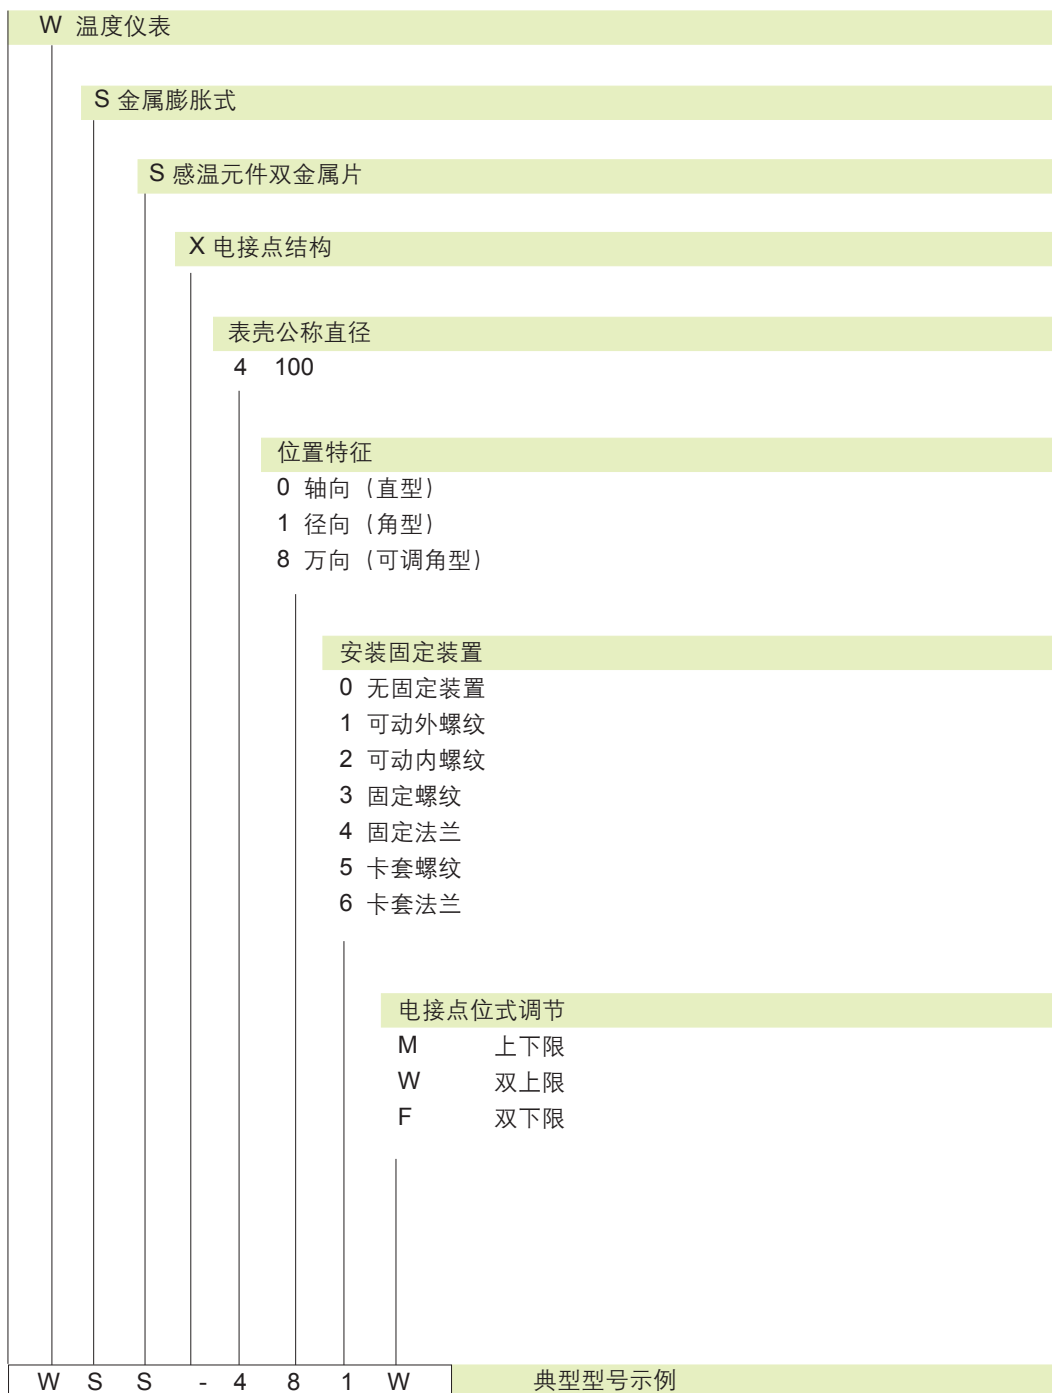 W 温度仪表
S 金属膨胀式
S 感温元件双金属片
X 电接点结构
表壳公称直径
4 100
位置特征
0 轴向（直型）
1 径向（角型）
8 万向（可调角型）
安装固定装置
0 无固定装置
1 可动外螺纹
2 可动内螺纹
3 固定螺纹
4 固定法兰
5 卡套螺纹
6 卡套法兰
电接点位式调节
M 上下限
W 双上限
F 双下限
W S S - 4 8 1 W 典型型号示例